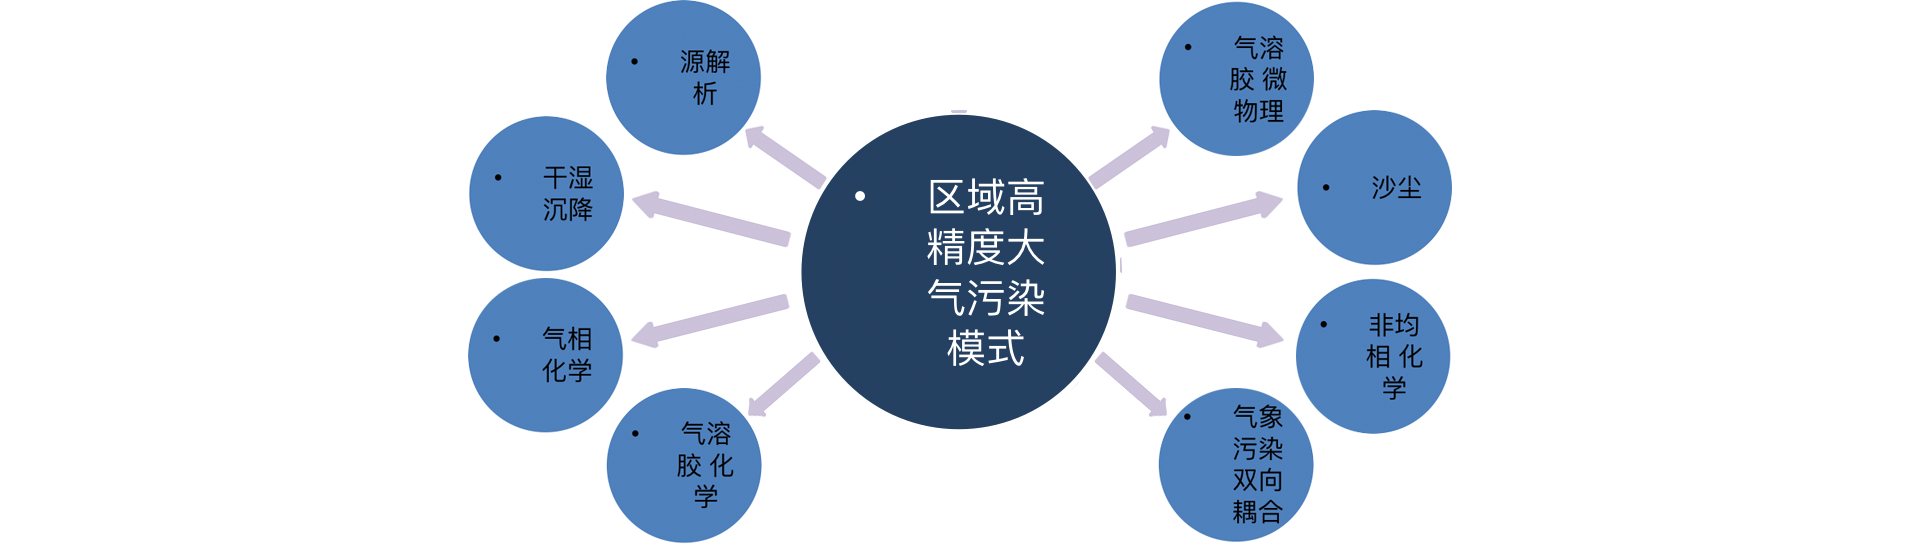 • 源解
析
• 干湿
沉降
• 气相
化学
• 气溶
胶 化
学
• 区域高
精度大
气污染
模式
• 气溶
胶 微
物理
• 沙尘
• 非均
相 化
学
• 气象
污染
双向
耦合